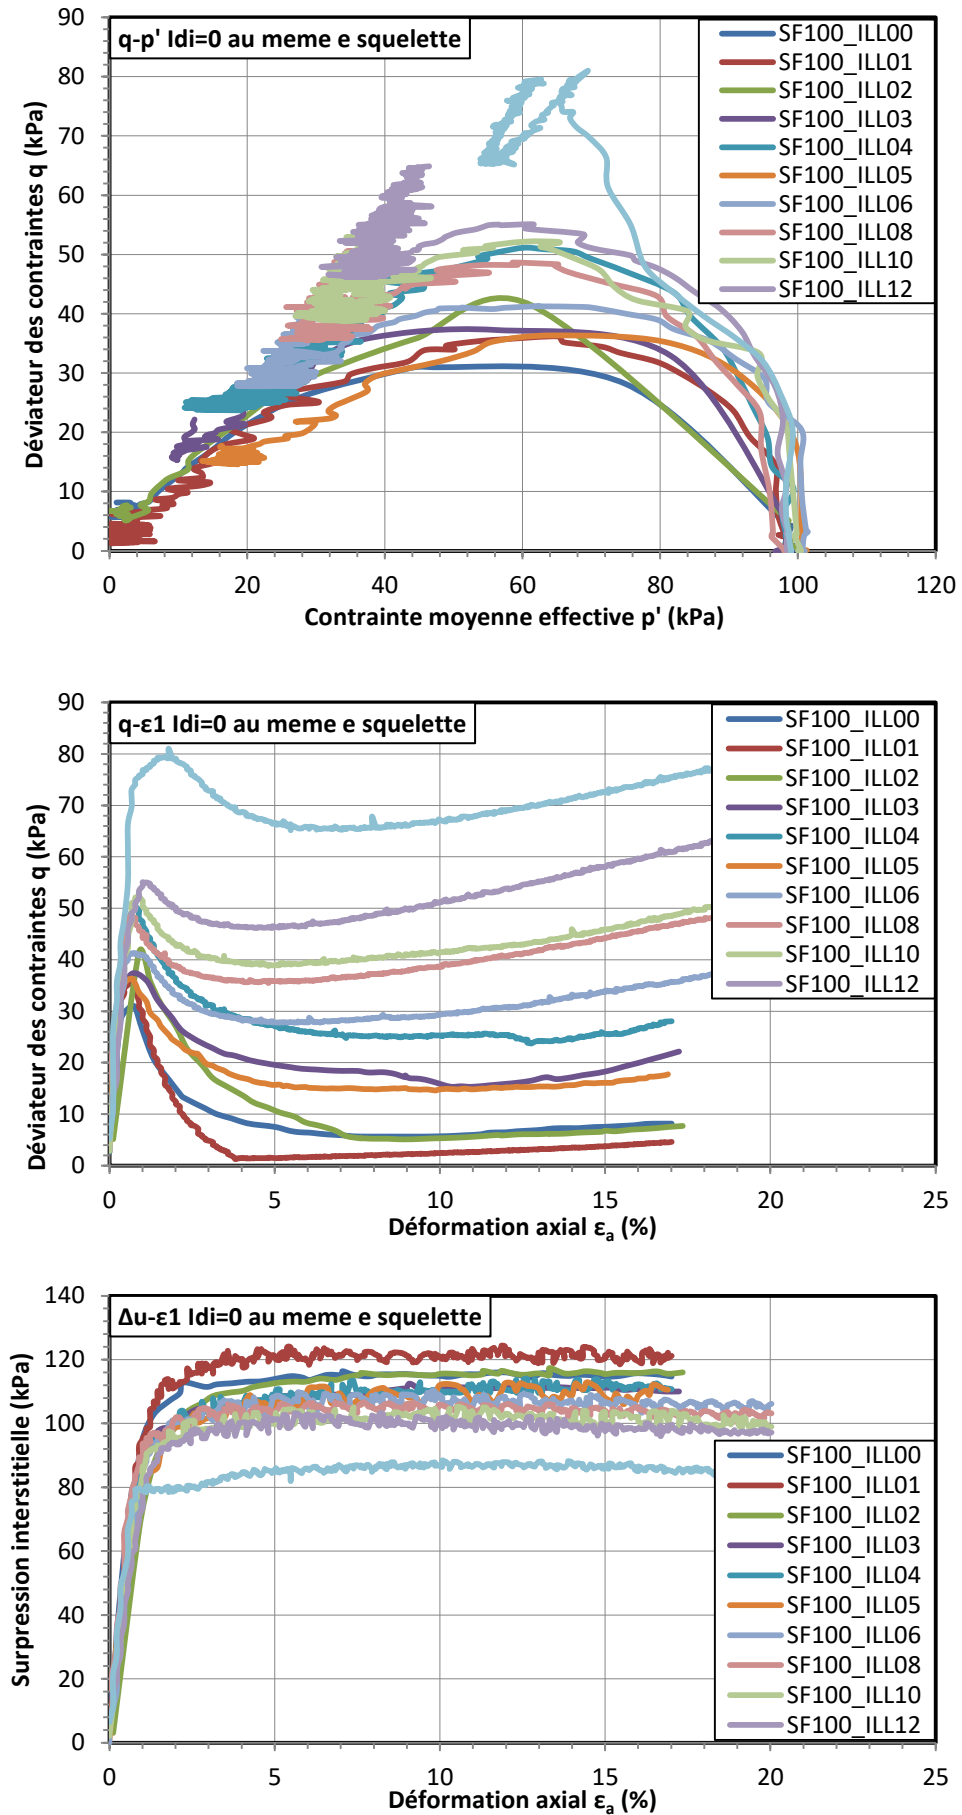 90
80
70
60
50
40
30
20
10
0
0 20 40 60 80 100 120
q-p' Idi=0 au meme e squelette
Déviateur des contraintes q (kPa)
Contrainte moyenne effective p' (kPa)
SF100_ILL00
SF100_ILL01
SF100_ILL02
SF100_ILL03
SF100_ILL04
SF100_ILL05
SF100_ILL06
SF100_ILL08
SF100_ILL10
SF100_ILL12
90
80
70
60
50
40
30
20
10
0
0 5 10 15 20 25
q-ε1 Idi=0 au meme e squelette
Déviateur des contraintes q (kPa)
Déformation axial εa (%)
SF100_ILL00
SF100_ILL01
SF100_ILL02
SF100_ILL03
SF100_ILL04
SF100_ILL05
SF100_ILL06
SF100_ILL08
SF100_ILL10
SF100_ILL12
140
120
100
80
60
40
20
0
0 5 10 15 20 25
Δu-ε1 Idi=0 au meme e squelette
Surpression interstitielle (kPa)
Déformation axial εa (%)
SF100_ILL00
SF100_ILL01
SF100_ILL02
SF100_ILL03
SF100_ILL04
SF100_ILL05
SF100_ILL06
SF100_ILL08
SF100_ILL10
SF100_ILL12